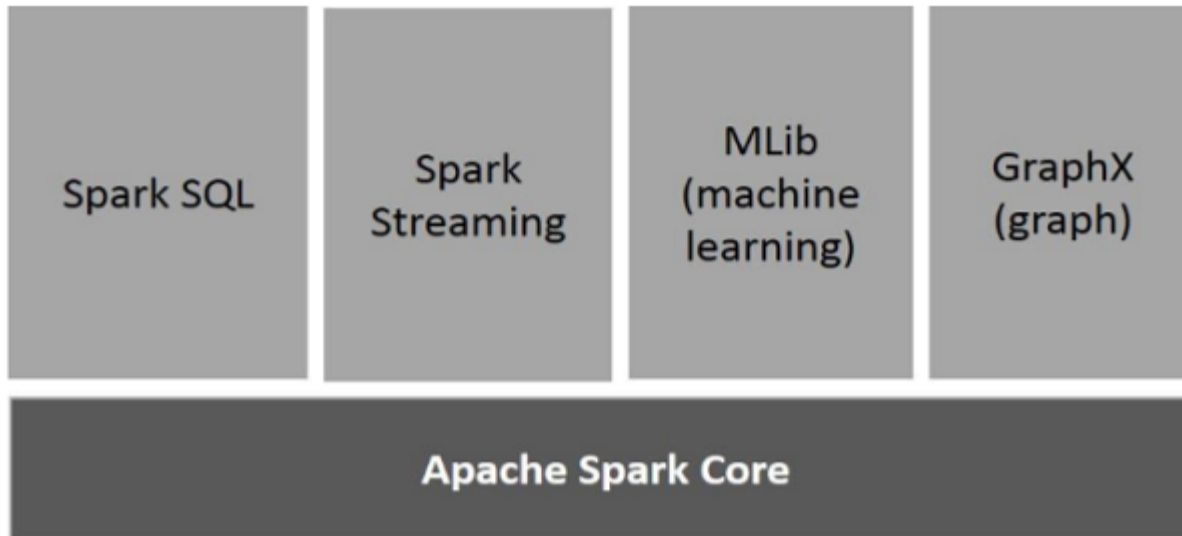 Spark SQL
Spark
Streaming
MLib
(machine
learning)
GraphX
(graph)
Apache Spark Core